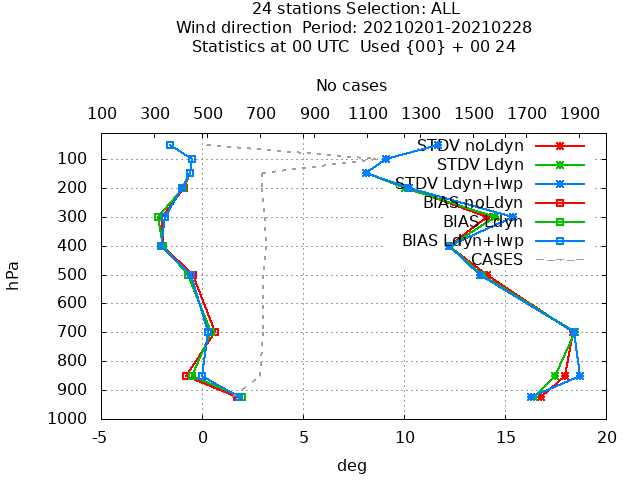 24 stations Selection: ALL
Wind direction  Period: 20210201-20210228
Statistics at 00 UTC  Used {00} + 00 24
No cases
100 300 500 700 900 1100 1300 1500 1700 1900
STDV noLdyn
STDV Ldyn
STDV Ldyn+lwp
BIAS noLdyn
BIAS Ldyn
BIAS Ldyn+lwp
CASES
hPa
100
200
300
400
500
600
700
800
900
1000
-5 0 5 10 15 20
deg